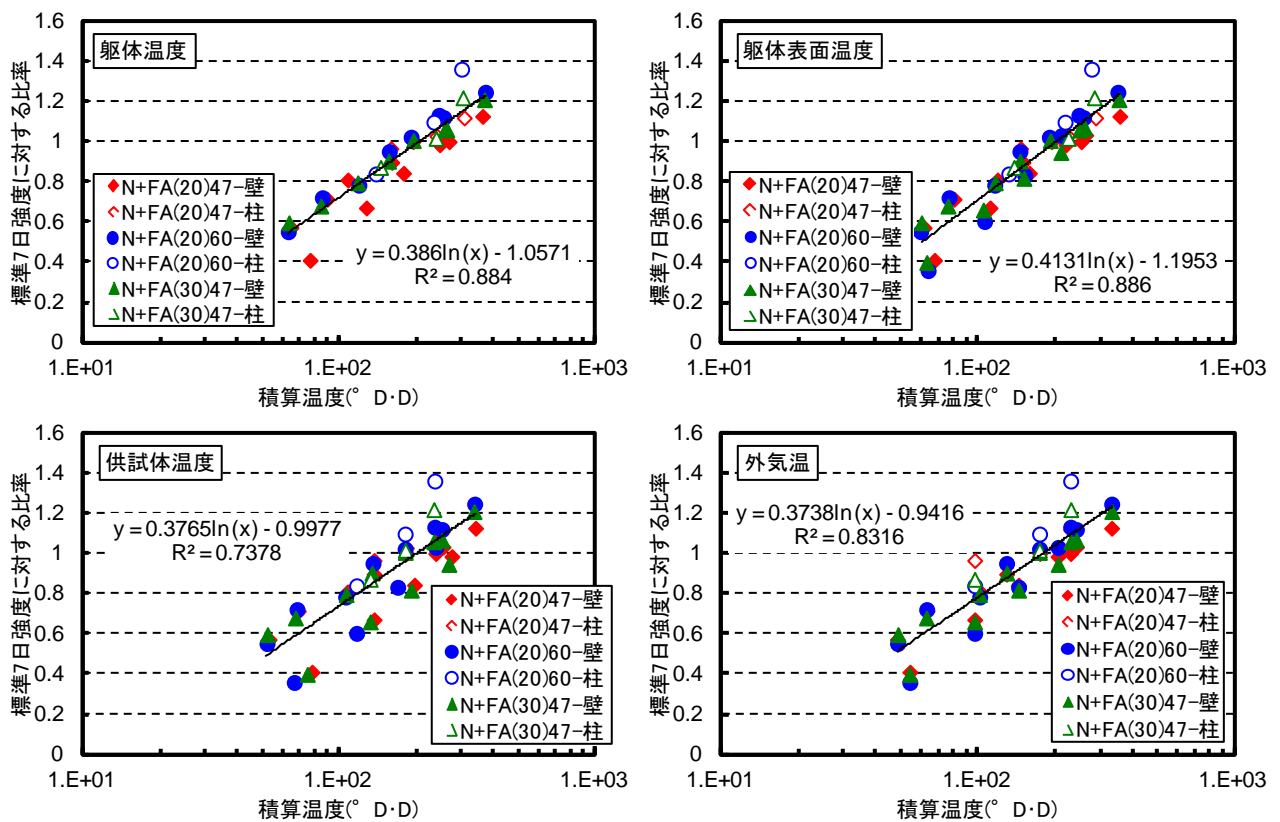 躯体温度
標準7日強度に対する比率
1.6
1.4
1.2
1
0.8
0.6
0.4
0.2
0
N+FA(20)47-壁
N+FA(20)47-柱
N+FA(20)60-壁
N+FA(20)60-柱
N+FA(30)47-壁
N+FA(30)47-柱
y = 0.386ln(x) - 1.0571
R² = 0.884
1.E+01
1.E+02
1.E+03
積算温度(° D・D)
躯体表面温度
標準7日強度に対する比率
1.6
1.4
1.2
1
0.8
0.6
0.4
0.2
0
N+FA(20)47-壁
N+FA(20)47-柱
N+FA(20)60-壁
N+FA(20)60-柱
N+FA(30)47-壁
N+FA(30)47-柱
y = 0.4131ln(x) - 1.1953
R² = 0.886
1.E+01
1.E+02
1.E+03
積算温度(° D・D)
供試体温度
標準7日強度に対する比率
1.6
1.4
1.2
1
0.8
0.6
0.4
0.2
0
y = 0.3765ln(x) - 0.9977
R² = 0.7378
N+FA(20)47-壁
N+FA(20)47-柱
N+FA(20)60-壁
N+FA(20)60-柱
N+FA(30)47-壁
N+FA(30)47-柱
1.E+01
1.E+02
1.E+03
積算温度(° D・D)
外気温
標準7日強度に対する比率
1.6
1.4
1.2
1
0.8
0.6
0.4
0.2
0
y = 0.3738ln(x) - 0.9416
R² = 0.8316
N+FA(20)47-壁
N+FA(20)47-柱
N+FA(20)60-壁
N+FA(20)60-柱
N+FA(30)47-壁
N+FA(30)47-柱
1.E+01
1.E+02
1.E+03
積算温度(° D・D)